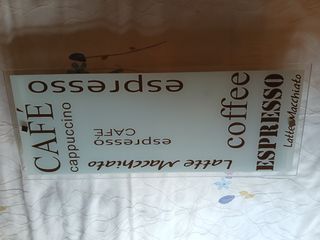 CAFÉ
cappuccino
espresso
espresso
CAFÉ
Latte Macchiato
coffee
ESPRESSO
Latte Macchiato